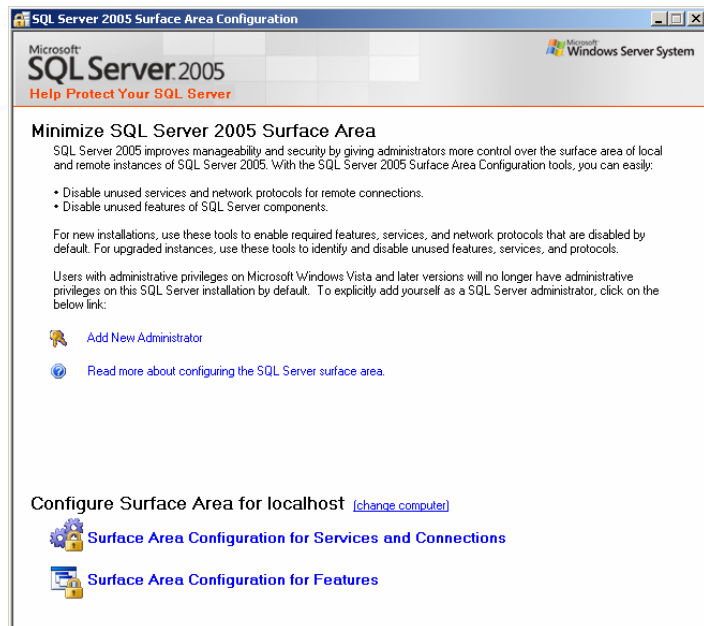 SQL Server 2005 Surface Area Configuration
Microsoft
SQL Server 2005
Help Protect Your SQL Server
Microsoft
Windows Server System
Minimize SQL Server 2005 Surface Area
SQL Server 2005 improves manageability and security by giving administrators more control over the surface area of local
and remote instances of SQL Server 2005. With the SQL Server 2005 Surface Area Configuration tools, you can easily:
• Disable unused services and network protocols for remote connections.
• Disable unused features of SQL Server components.
For new installations, use these tools to enable required features, services, and network protocols that are disabled by
default. For upgraded instances, use these tools to identify and disable unused features, services, and protocols.
Users with administrative privileges on Microsoft Windows Vista and later versions will no longer have administrative
privileges on this SQL Server installation by default. To explicitly add yourself as a SQL Server administrator, click on the
below link:
Add New Administrator
Read more about configuring the SQL Server surface area.
Configure Surface Area for localhost (change computer)
Surface Area Configuration for Services and Connections
Surface Area Configuration for Features